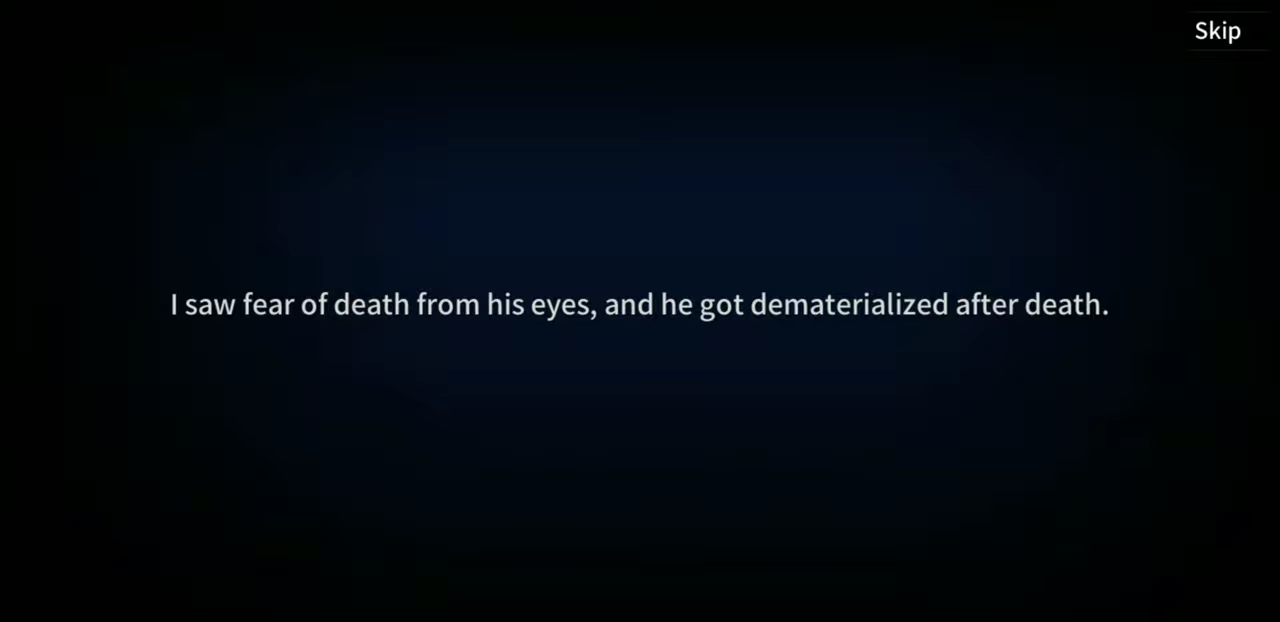 Skip
I saw fear of death from his eyes, and he got dematerialized after death.